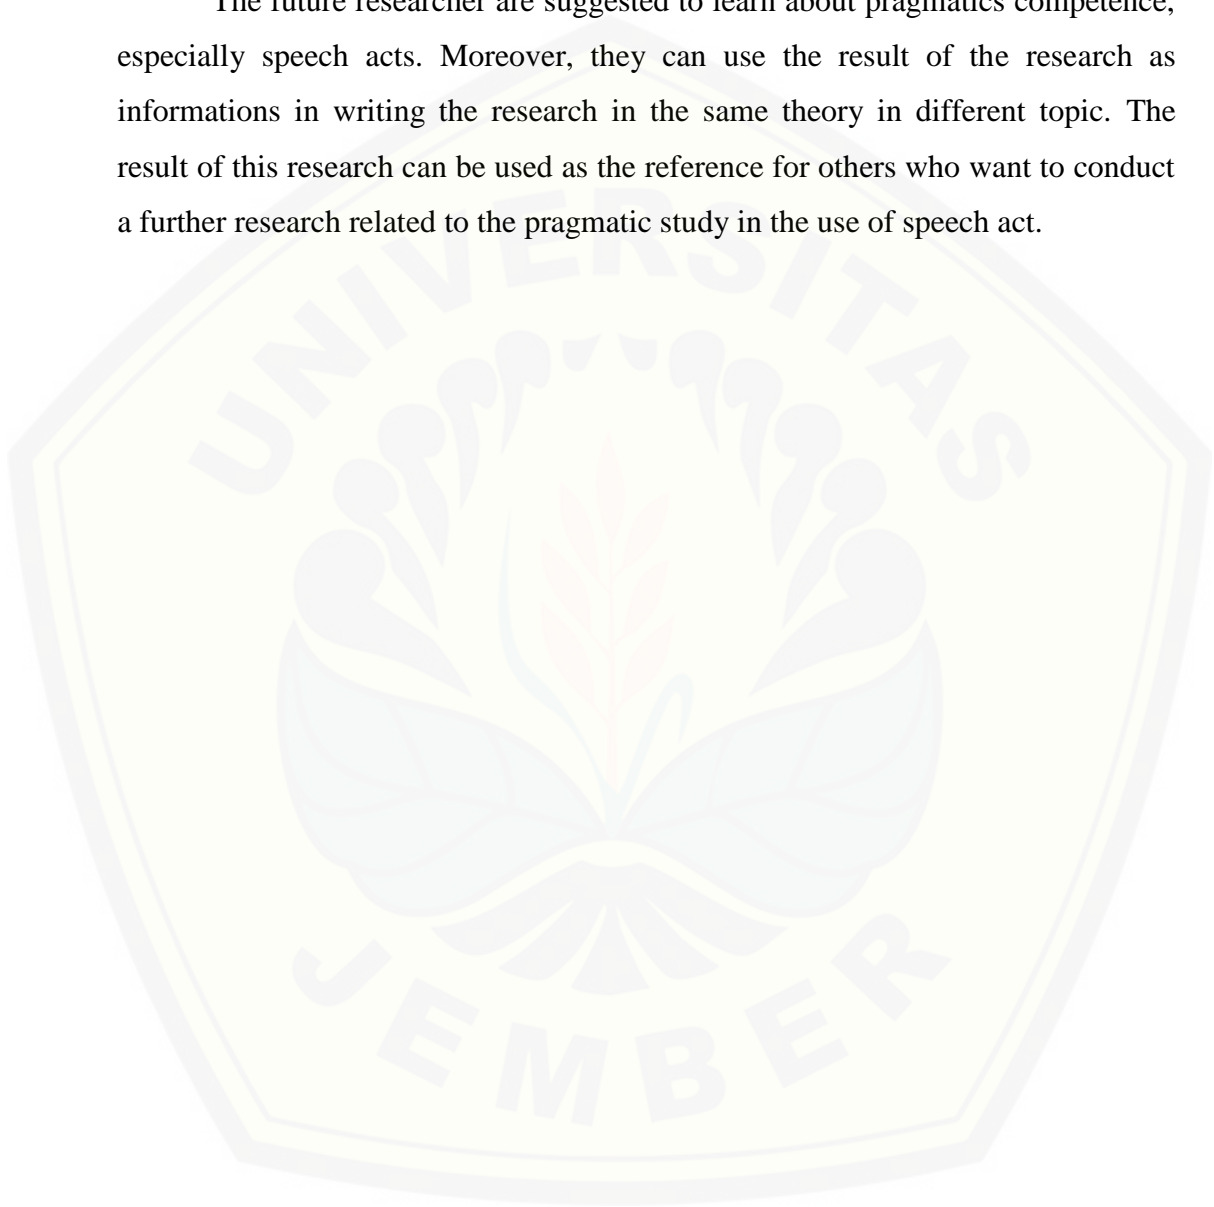 The future researcher are suggested to learn about pragmatics competence,
especially speech acts. Moreover, they can use the result of the research as
informations in writing the research in the same theory in different topic. The
result of this research can be used as the reference for others who want to conduct
a further research related to the pragmatic study in the use of speech act.
UNIVERSITAS
JEMBER